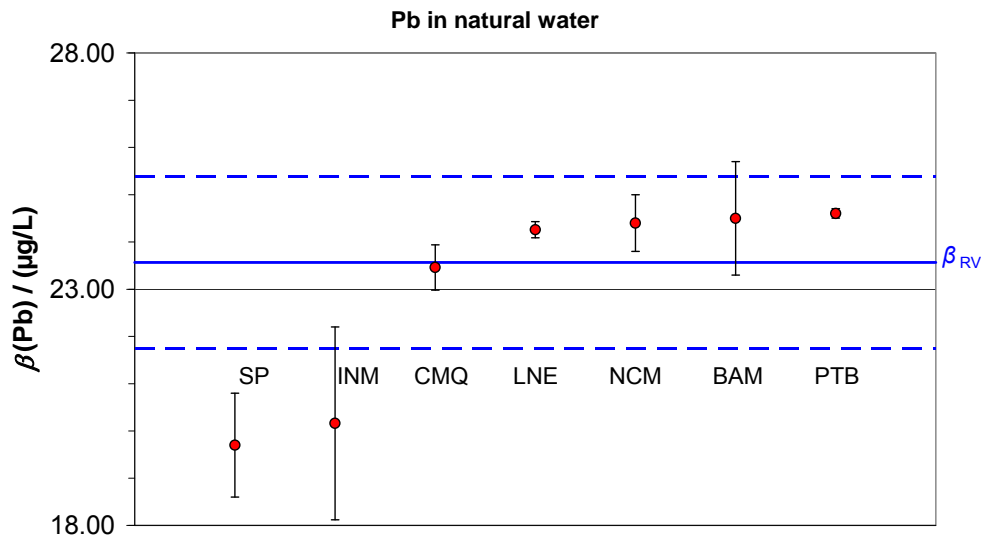 Pb in natural water
28.00
β(Pb) / (µg/L)
β RV
23.00
SP INM CMQ LNE NCM BAM PTB
18.00